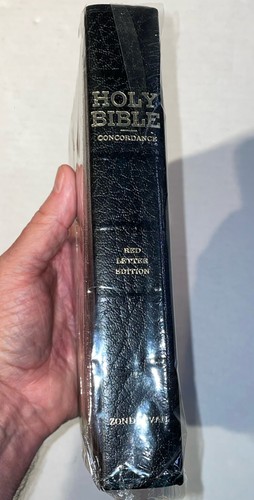 HOLY
BIBLE
CONCORDANCE
RED
LETTER
EDITION
ZONDERVAN